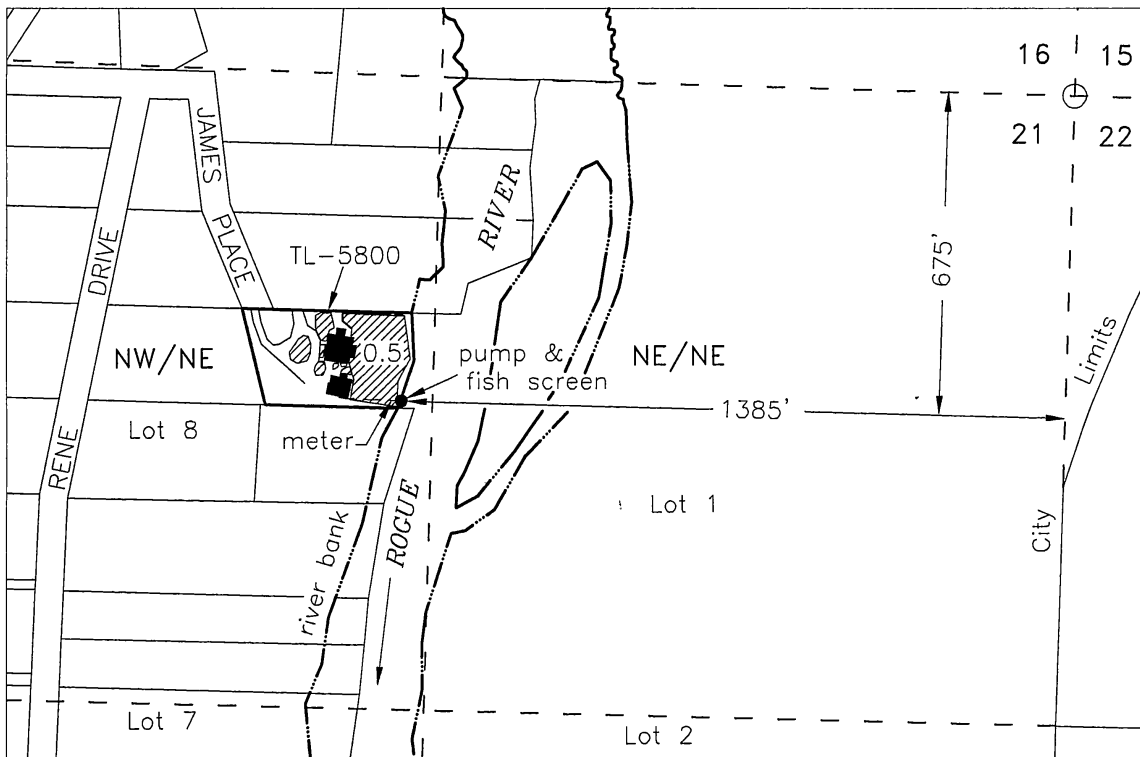 16 15
21 22
JAMES PLACE
RIVER
675'
TL-5800
RENE DRIVE
Limits
NW/NE
0.5
pump &
fish screen
NE/NE
1385'
Lot 8
meter
Lot 1
river bank
ROGUE
City
Lot 7
Lot 2